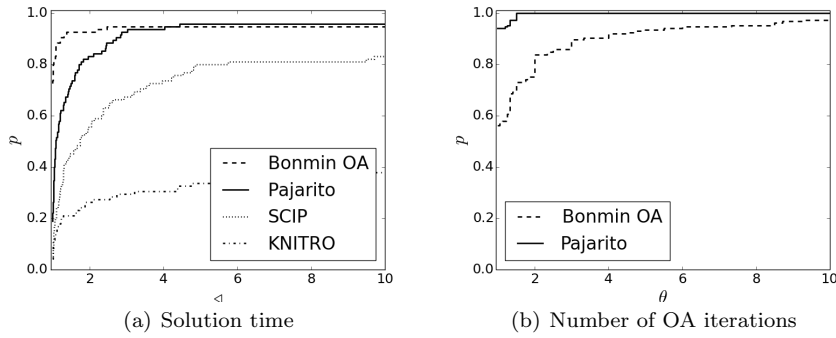 1.0
0.8
0.6
0.4
0.2
0.0
p
2 4 6 8 10
Bonmin OA
Pajarito
SCIP
KNITRO
(a) Solution time
1.0
0.8
0.6
0.4
0.2
0.0
p
2 4 6 8 10
θ
Bonmin OA
Pajarito
(b) Number of OA iterations